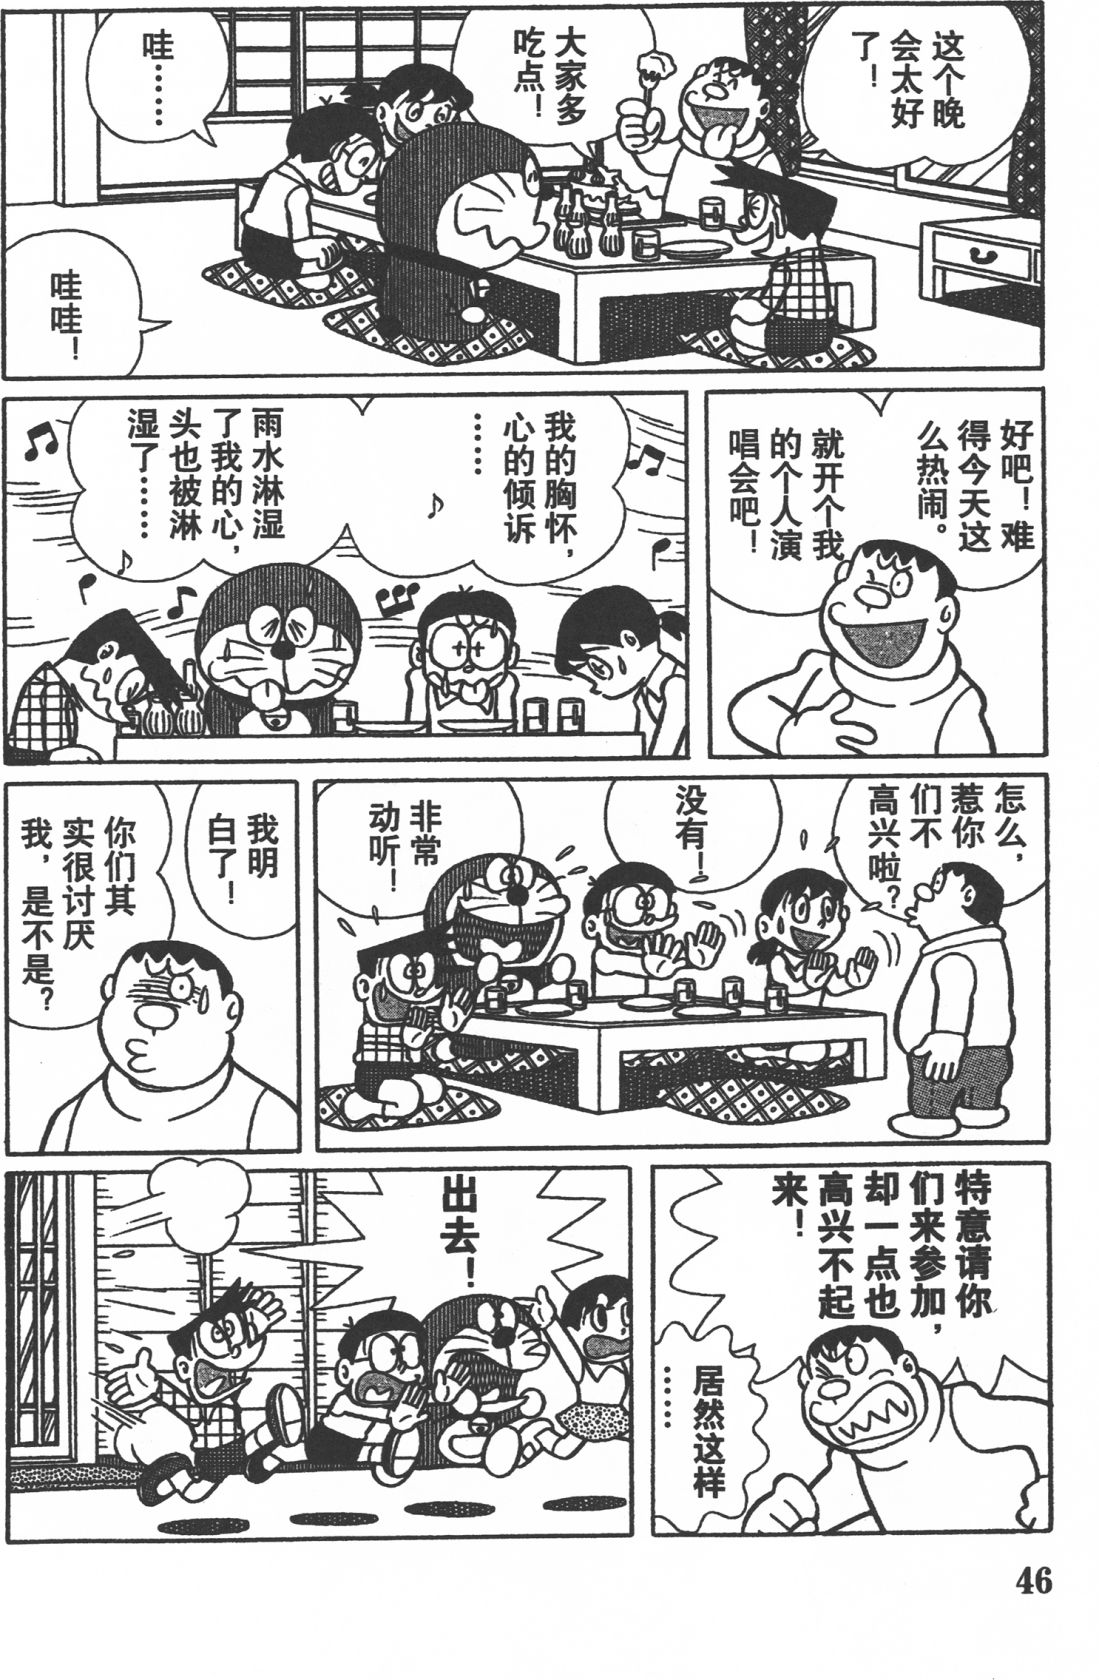 这个晚
会太好
了！
大家多
吃点！
哇……
哇哇！
好吧！难
得今天这
么热闹。
就开个我
的个人演
唱会吧！
我的胸怀，
心的倾诉
……
雨水淋湿
了我的心，
头也被淋
湿了……
怎么，
惹你
们不
高兴啦？
没有！
非常
动听！
我明
白了！
你们其
实很讨厌
我，是不是？
特意请你
们来参加，
却一点也
高兴不起
来！
居然这样
……
出去！
46